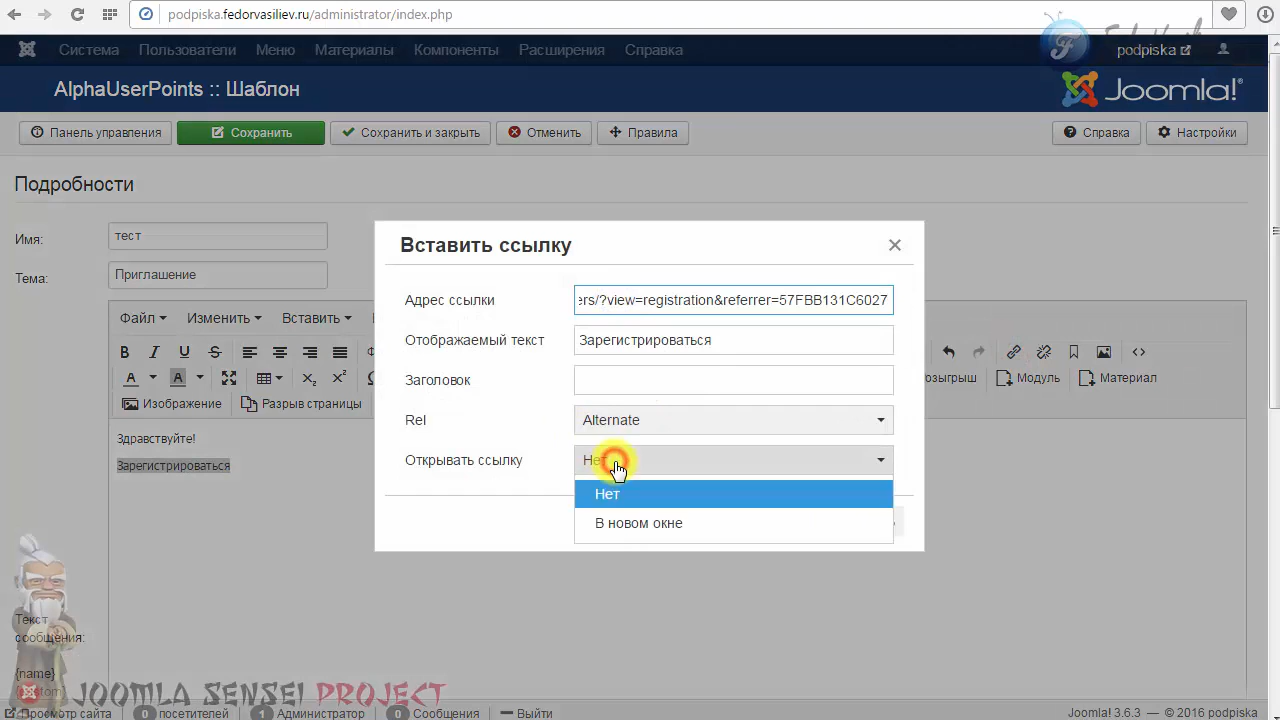 podpiska.fedorvasiliev.ru/administrator/index.php
Система Пользователи Меню Материалы Компоненты Расширения Справка podpiska
AlphaUserPoints :: Шаблон
Joomla!®
Панель управления Сохранить Сохранить и закрыть Отменить Правила Справка Настройки
Подробности
Имя: тест
Тема: Приглашение
Файл Изменить Вставить
Изображение Разрыв страницы
озыгрыш Модуль Материал
Здравствуйте!
Зарегистрироваться
Вставить ссылку
Адрес ссылки ers/?view=registration&referrer=57FBB131C6027
Отображаемый текст Зарегистрироваться
Заголовок
Rel Alternate
Открывать ссылку Нет
Нет
В новом окне
Текст
сообщения:
{name}
JOOMLA SENSEI PROJECT
Просмотр сайта 0 посетителей 1 Администратор 0 Сообщения Выйти
Joomla! 3.6.3 — © 2016 podpiska